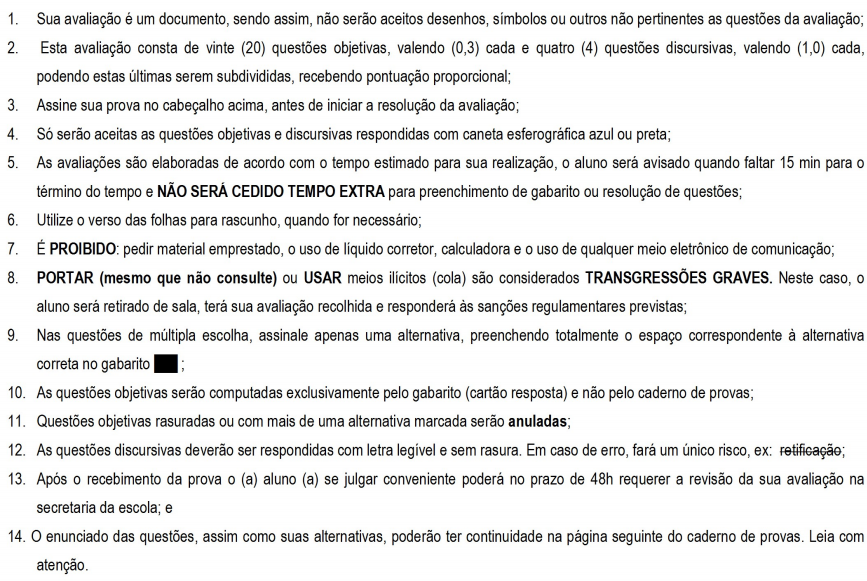 1. Sua avaliação é um documento, sendo assim, não serão aceitos desenhos, símbolos ou outros não pertinentes as questões da avaliação;
2. Esta avaliação consta de vinte (20) questões objetivas, valendo (0,3) cada e quatro (4) questões discursivas, valendo (1,0) cada,
podendo estas últimas serem subdivididas, recebendo pontuação proporcional;
3. Assine sua prova no cabeçalho acima, antes de iniciar a resolução da avaliação;
4. Só serão aceitas as questões objetivas e discursivas respondidas com caneta esferográfica azul ou preta;
5. As avaliações são elaboradas de acordo com o tempo estimado para sua realização, o aluno será avisado quando faltar 15 min para o
término do tempo e NÃO SERÁ CEDIDO TEMPO EXTRA para preenchimento de gabarito ou resolução de questões;
6. Utilize o verso das folhas para rascunho, quando for necessário;
7. É PROIBIDO: pedir material emprestado, o uso de líquido corretor, calculadora e o uso de qualquer meio eletrônico de comunicação;
8. PORTAR (mesmo que não consulte) ou USAR meios ilícitos (cola) são considerados TRANSGRESSÕES GRAVES. Neste caso, o
aluno será retirado de sala, terá sua avaliação recolhida e responderá às sanções regulamentares previstas;
9. Nas questões de múltipla escolha, assinale apenas uma alternativa, preenchendo totalmente o espaço correspondente à alternativa
correta no gabarito ;
10. As questões objetivas serão computadas exclusivamente pelo gabarito (cartão resposta) e não pelo caderno de provas;
11. Questões objetivas rasuradas ou com mais de uma alternativa marcada serão anuladas;
12. As questões discursivas deverão ser respondidas com letra legível e sem rasura. Em caso de erro, fará um único risco, ex: retificação;
13. Após o recebimento da prova o (a) aluno (a) se julgar conveniente poderá no prazo de 48h requerer a revisão da sua avaliação na
secretaria da escola; e
14. O enunciado das questões, assim como suas alternativas, poderão ter continuidade na página seguinte do caderno de provas. Leia com
atenção.